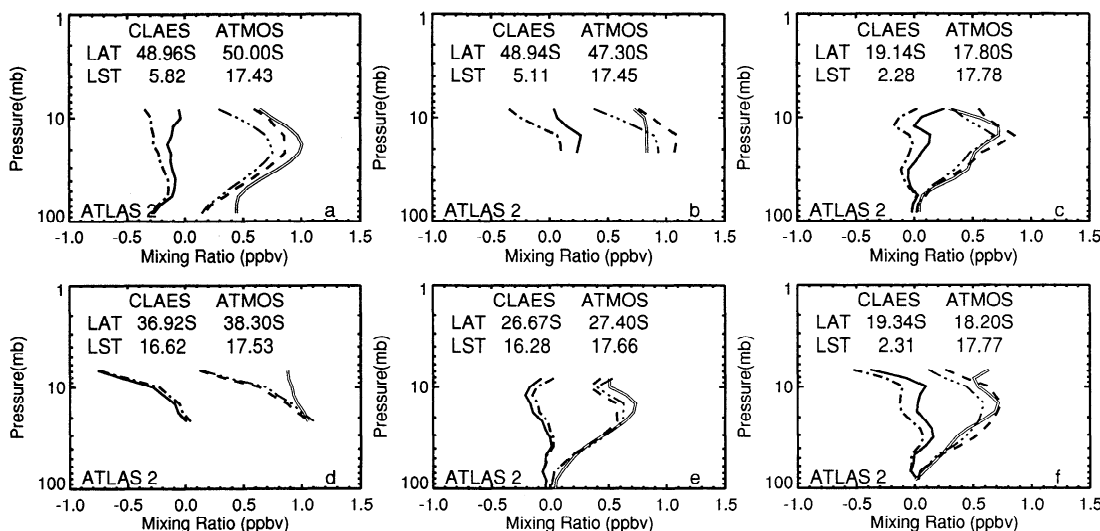 1
10
100
Pressure(mb)
CLAES ATMOS
LAT 48.96S 50.00S
LST 5.82 17.43
ATLAS 2 a
-1.0 -0.5 0.0 0.5 1.0 1.5
Mixing Ratio (ppbv)
1
10
100
Pressure(mb)
CLAES ATMOS
LAT 48.94S 47.30S
LST 5.11 17.45
ATLAS 2 b
-1.0 -0.5 0.0 0.5 1.0 1.5
Mixing Ratio (ppbv)
1
10
100
Pressure(mb)
CLAES ATMOS
LAT 19.14S 17.80S
LST 2.28 17.78
ATLAS 2 c
-1.0 -0.5 0.0 0.5 1.0 1.5
Mixing Ratio (ppbv)
1
10
100
Pressure(mb)
CLAES ATMOS
LAT 36.92S 38.30S
LST 16.62 17.53
ATLAS 2 d
-1.0 -0.5 0.0 0.5 1.0 1.5
Mixing Ratio (ppbv)
1
10
100
Pressure(mb)
CLAES ATMOS
LAT 26.67S 27.40S
LST 16.28 17.66
ATLAS 2 e
-1.0 -0.5 0.0 0.5 1.0 1.5
Mixing Ratio (ppbv)
1
10
100
Pressure(mb)
CLAES ATMOS
LAT 19.34S 18.20S
LST 2.31 17.77
ATLAS 2 f
-1.0 -0.5 0.0 0.5 1.0 1.5
Mixing Ratio (ppbv)